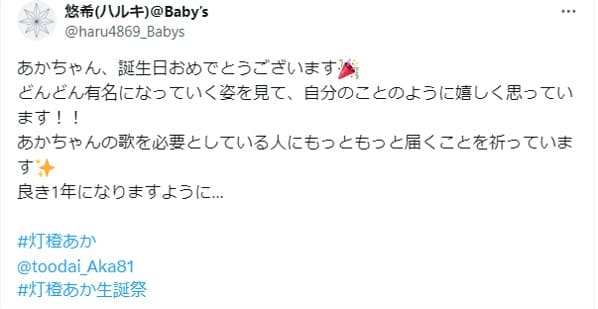 悠希(ハルキ)@Baby’s
@haru4869_Babys
あかちゃん、誕生日おめでとうございます🎉
どんどん有名になっていく姿を見て、自分のことのように嬉しく思ってい
ます！！
あかちゃんの歌を必要としている人にもっともっと届くことを祈っていま
す✨
良き1年になりますように...
#灯橙あか
@toodai_Aka81
#灯橙あか生誕祭